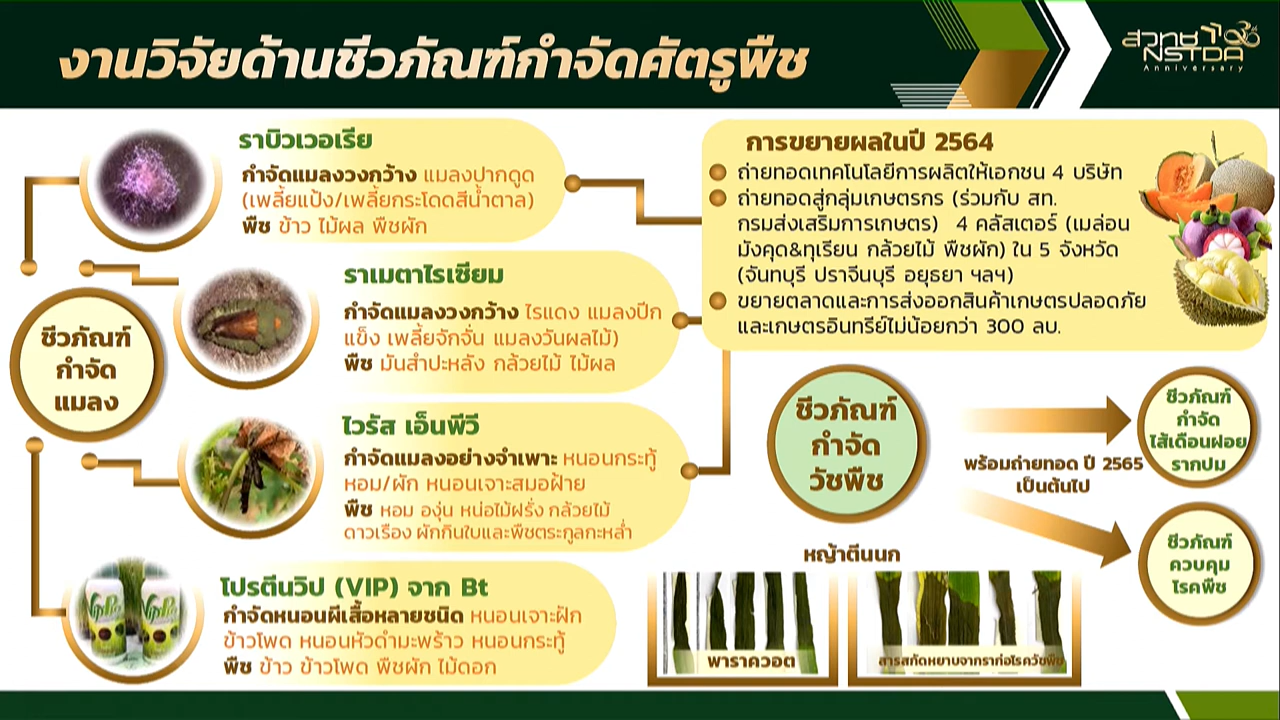 งานวิจัยด้านชีวภัณฑ์กำจัดศัตรูพืช
สวทช
NSTDA
Anniversary
ราบิวเวอเรีย
กำจัดแมลงวงกว้าง แมลงปากดูด
(เพลี้ยแป้ง/เพลี้ยกระโดดสีน้ำตาล)
พืช ข้าว ไม้ผล พืชผัก
ราเมตาไรเซียม
กำจัดแมลงวงกว้าง ไรแดง แมลงปีก
แข็ง เพลี้ยจักจั่น แมลงวันผลไม้)
พืช มันสำปะหลัง กล้วยไม้ ไม้ผล
ชีวภัณฑ์
กำจัด
แมลง
ไวรัส เอ็นพีวี
กำจัดแมลงอย่างจำเพาะ หนอนกระทู้
หอม/ผัก หนอนเจาะสมอฝ้าย
พืช หอม องุ่น หน่อไม้ฝรั่ง กล้วยไม้
ดาวเรือง ผักกินใบและพืชตระกูลกะหล่ำ
โปรตีนวิป (VIP) จาก Bt
กำจัดหนอนผีเสื้อหลายชนิด หนอนเจาะฝัก
ข้าวโพด หนอนหัวดำมะพร้าว หนอนกระทู้
พืช ข้าว ข้าวโพด พืชผัก ไม้ดอก
การขยายผลในปี 2564
ถ่ายทอดเทคโนโลยีการผลิตให้เอกชน 4 บริษัท
ถ่ายทอดสู่กลุ่มเกษตรกร (ร่วมกับ สท.
กรมส่งเสริมการเกษตร) 4 คลัสเตอร์ (เมล่อน
มังคุด&ทุเรียน กล้วยไม้ พืชผัก) ใน 5 จังหวัด
(จันทบุรี ปราจีนบุรี อยุธยา ฯลฯ)
ขยายตลาดและการส่งออกสินค้าเกษตรปลอดภัย
และเกษตรอินทรีย์ไม่น้อยกว่า 300 ลบ.
ชีวภัณฑ์
กำจัด
วัชพืช
พร้อมถ่ายทอด ปี 2565
เป็นต้นไป
ชีวภัณฑ์
กำจัด
ไส้เดือนฝอย
รากปม
ชีวภัณฑ์
ควบคุม
โรคพืช
หญ้าตีนนก
พาราควอต
สารสกัดหยาบจากราก่อโรควัชพืช